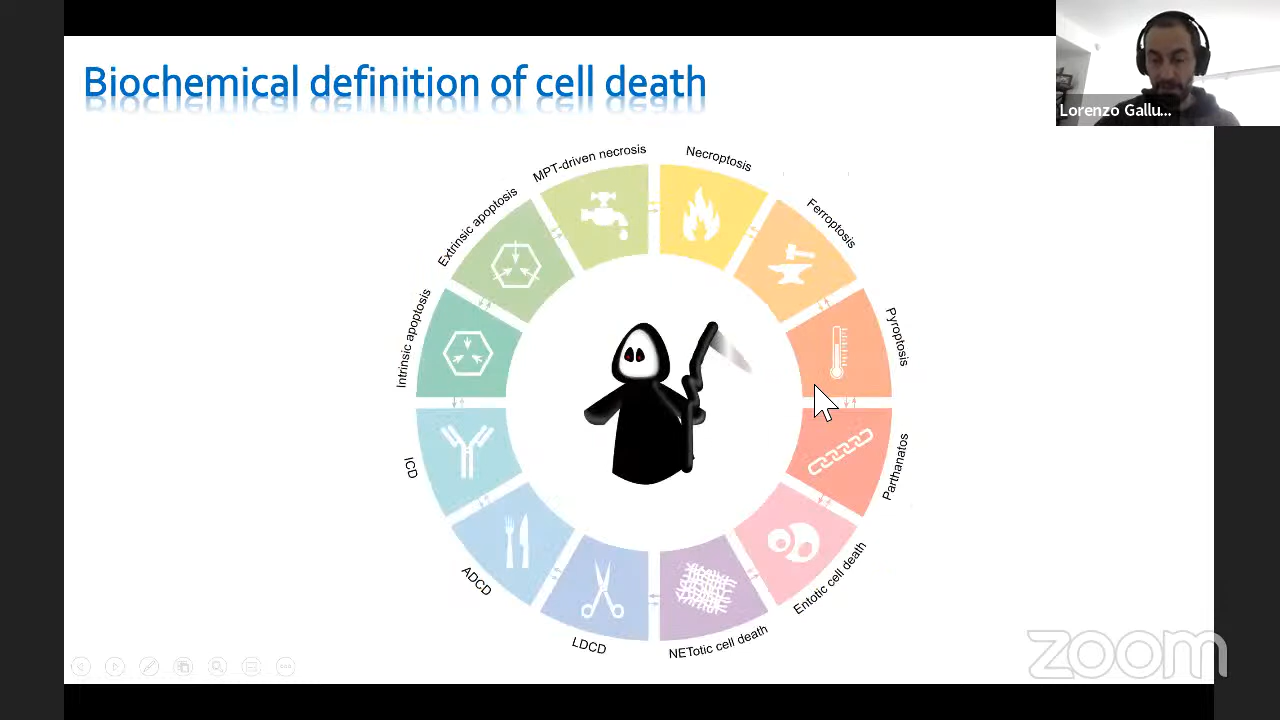 Biochemical definition of cell death
Lorenzo Gallu...
MPT-driven necrosis
Necroptosis
Extrinsic apoptosis
Ferroptosis
Intrinsic apoptosis
Pyroptosis
ICD
Parthanatos
ADCD
Entotic cell death
LDCD
NETotic cell death
zoom